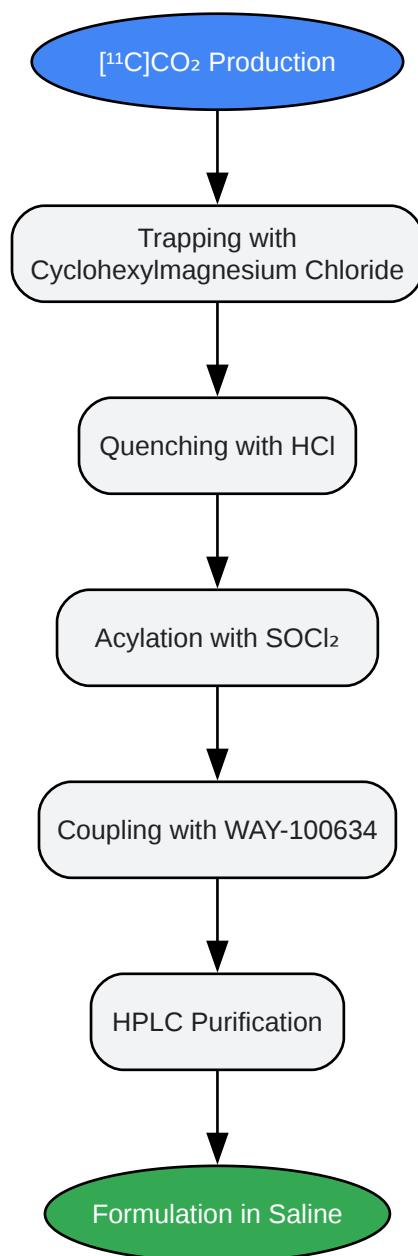 [¹¹C]CO₂ Production
Trapping with
Cyclohexylmagnesium Chloride
Quenching with HCl
Acylation with SOCl₂
Coupling with WAY-100634
HPLC Purification
Formulation in Saline